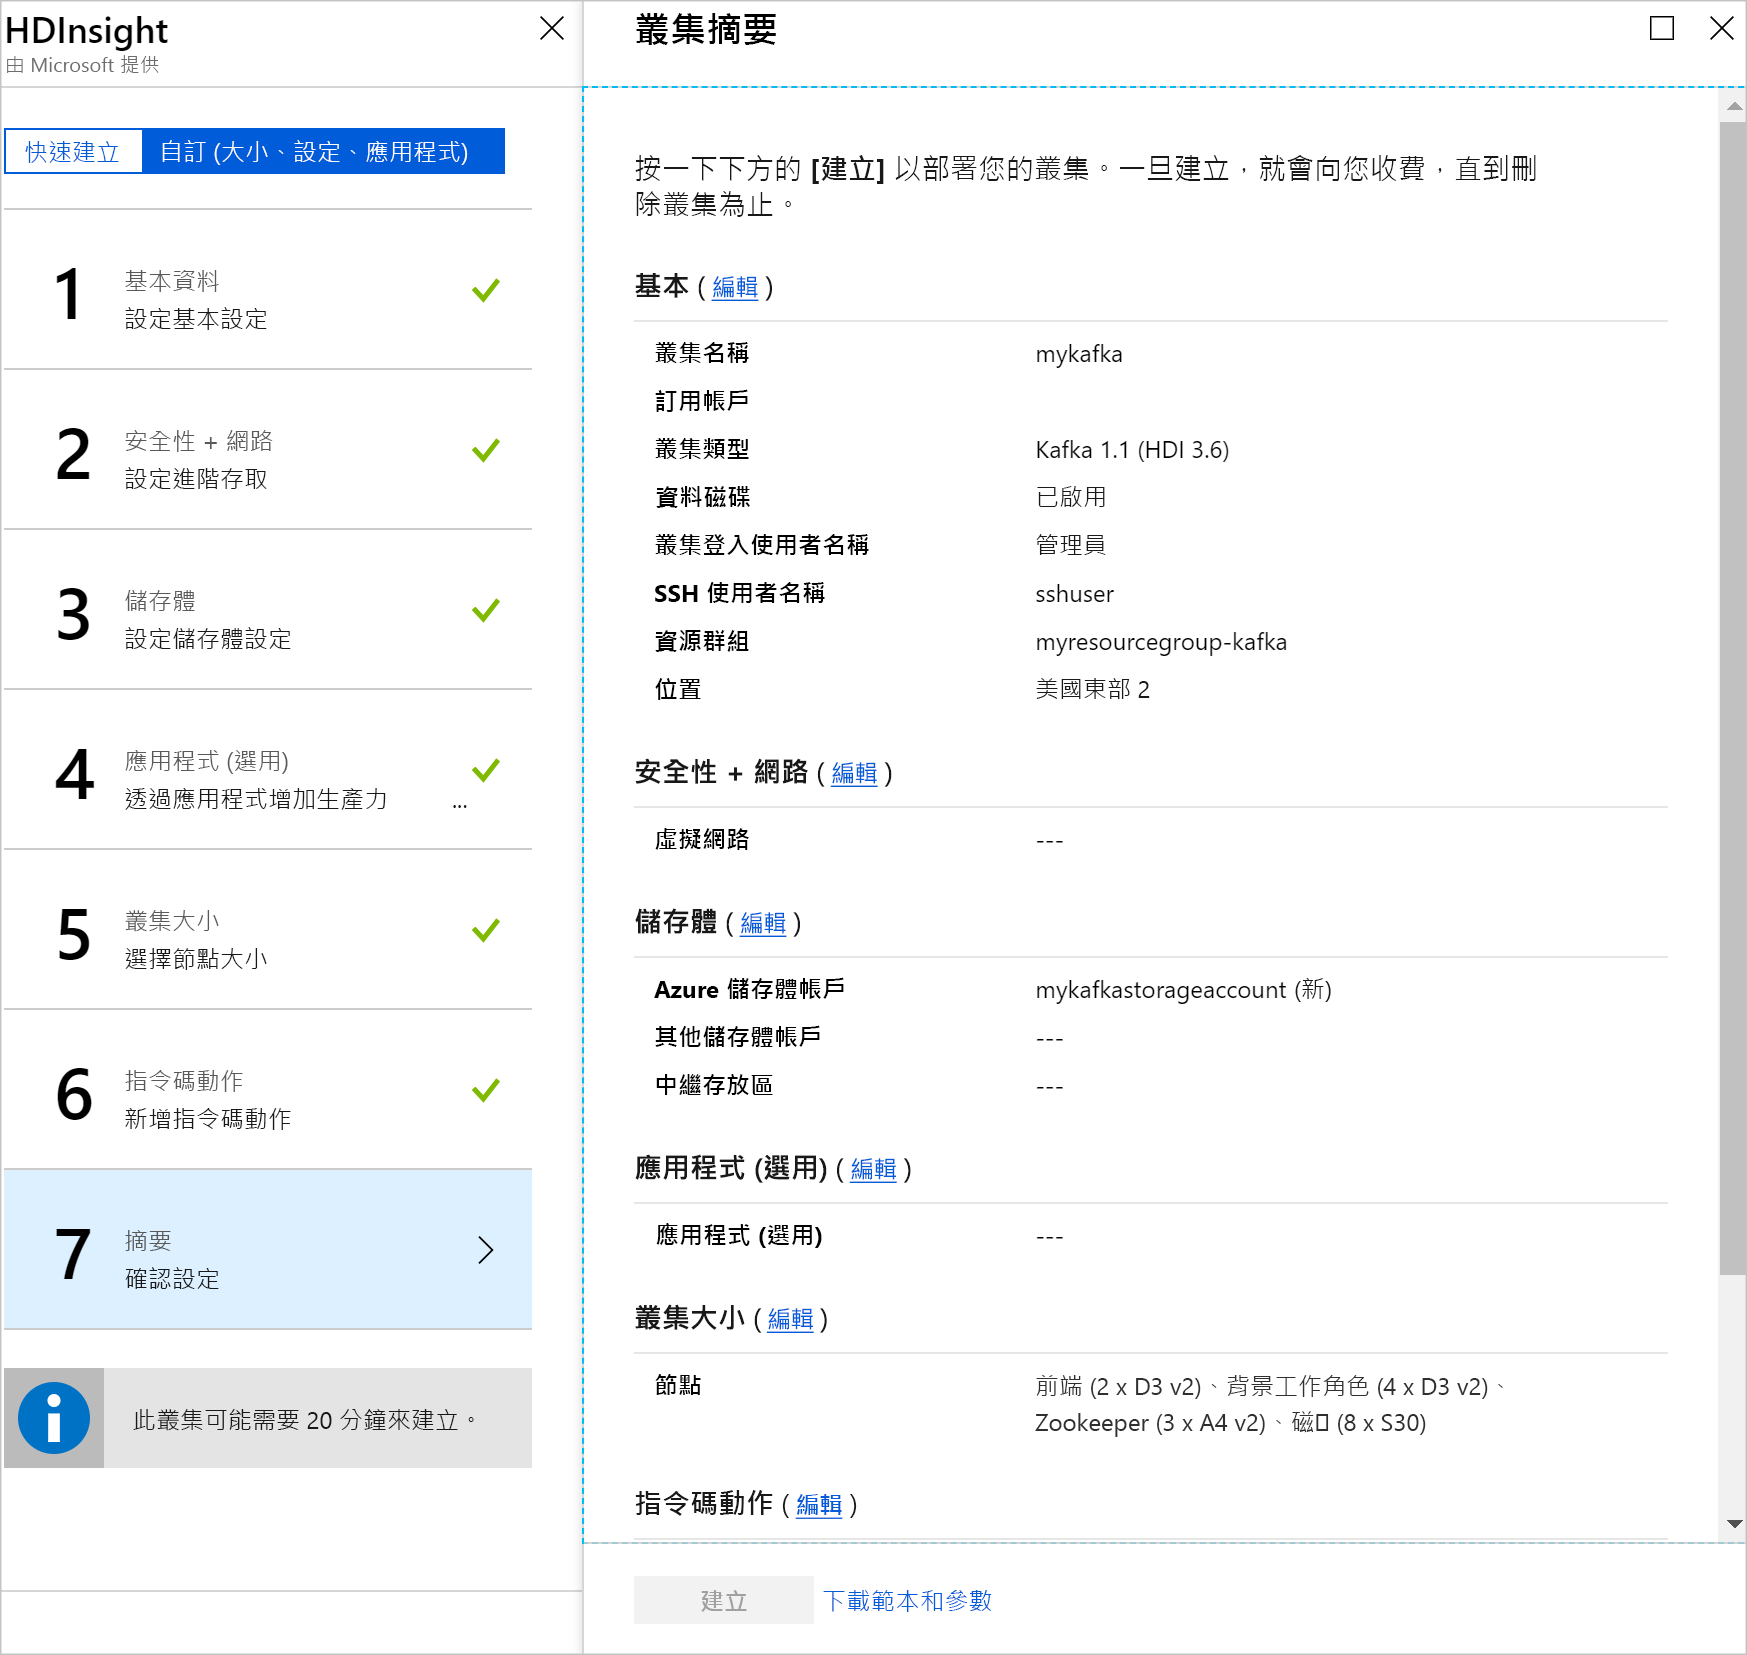 HDInsight
由 Microsoft 提供
快速建立
自訂 (大小、設定、應用程式)
1
基本資料
設定基本設定
2
安全性 + 網路
設定進階存取
3
儲存體
設定儲存體設定
4
應用程式 (選用)
透過應用程式增加生產力 ...
5
叢集大小
選擇節點大小
6
指令碼動作
新增指令碼動作
7
摘要
確認設定
此叢集可能需要 20 分鐘來建立。
叢集摘要
按一下下方的 [建立] 以部署您的叢集。一旦建立，就會向您收費，直到刪
除叢集為止。
基本 ( 編輯 )
叢集名稱 mykafka
訂用帳戶
叢集類型 Kafka 1.1 (HDI 3.6)
資料磁碟 已啟用
叢集登入使用者名稱 管理員
SSH 使用者名稱 sshuser
資源群組 myresourcegroup-kafka
位置 美國東部 2
安全性 + 網路 ( 編輯 )
虛擬網路 ---
儲存體 ( 編輯 )
Azure 儲存體帳戶 mykafkastorageaccount (新)
其他儲存體帳戶 ---
中繼存放區 ---
應用程式 (選用) ( 編輯 )
應用程式 (選用) ---
叢集大小 ( 編輯 )
節點 前端 (2 x D3 v2)、背景工作角色 (4 x D3 v2)、
Zookeeper (3 x A4 v2)、磁 (8 x S30)
指令碼動作 ( 編輯 )
建立 下載範本和參數